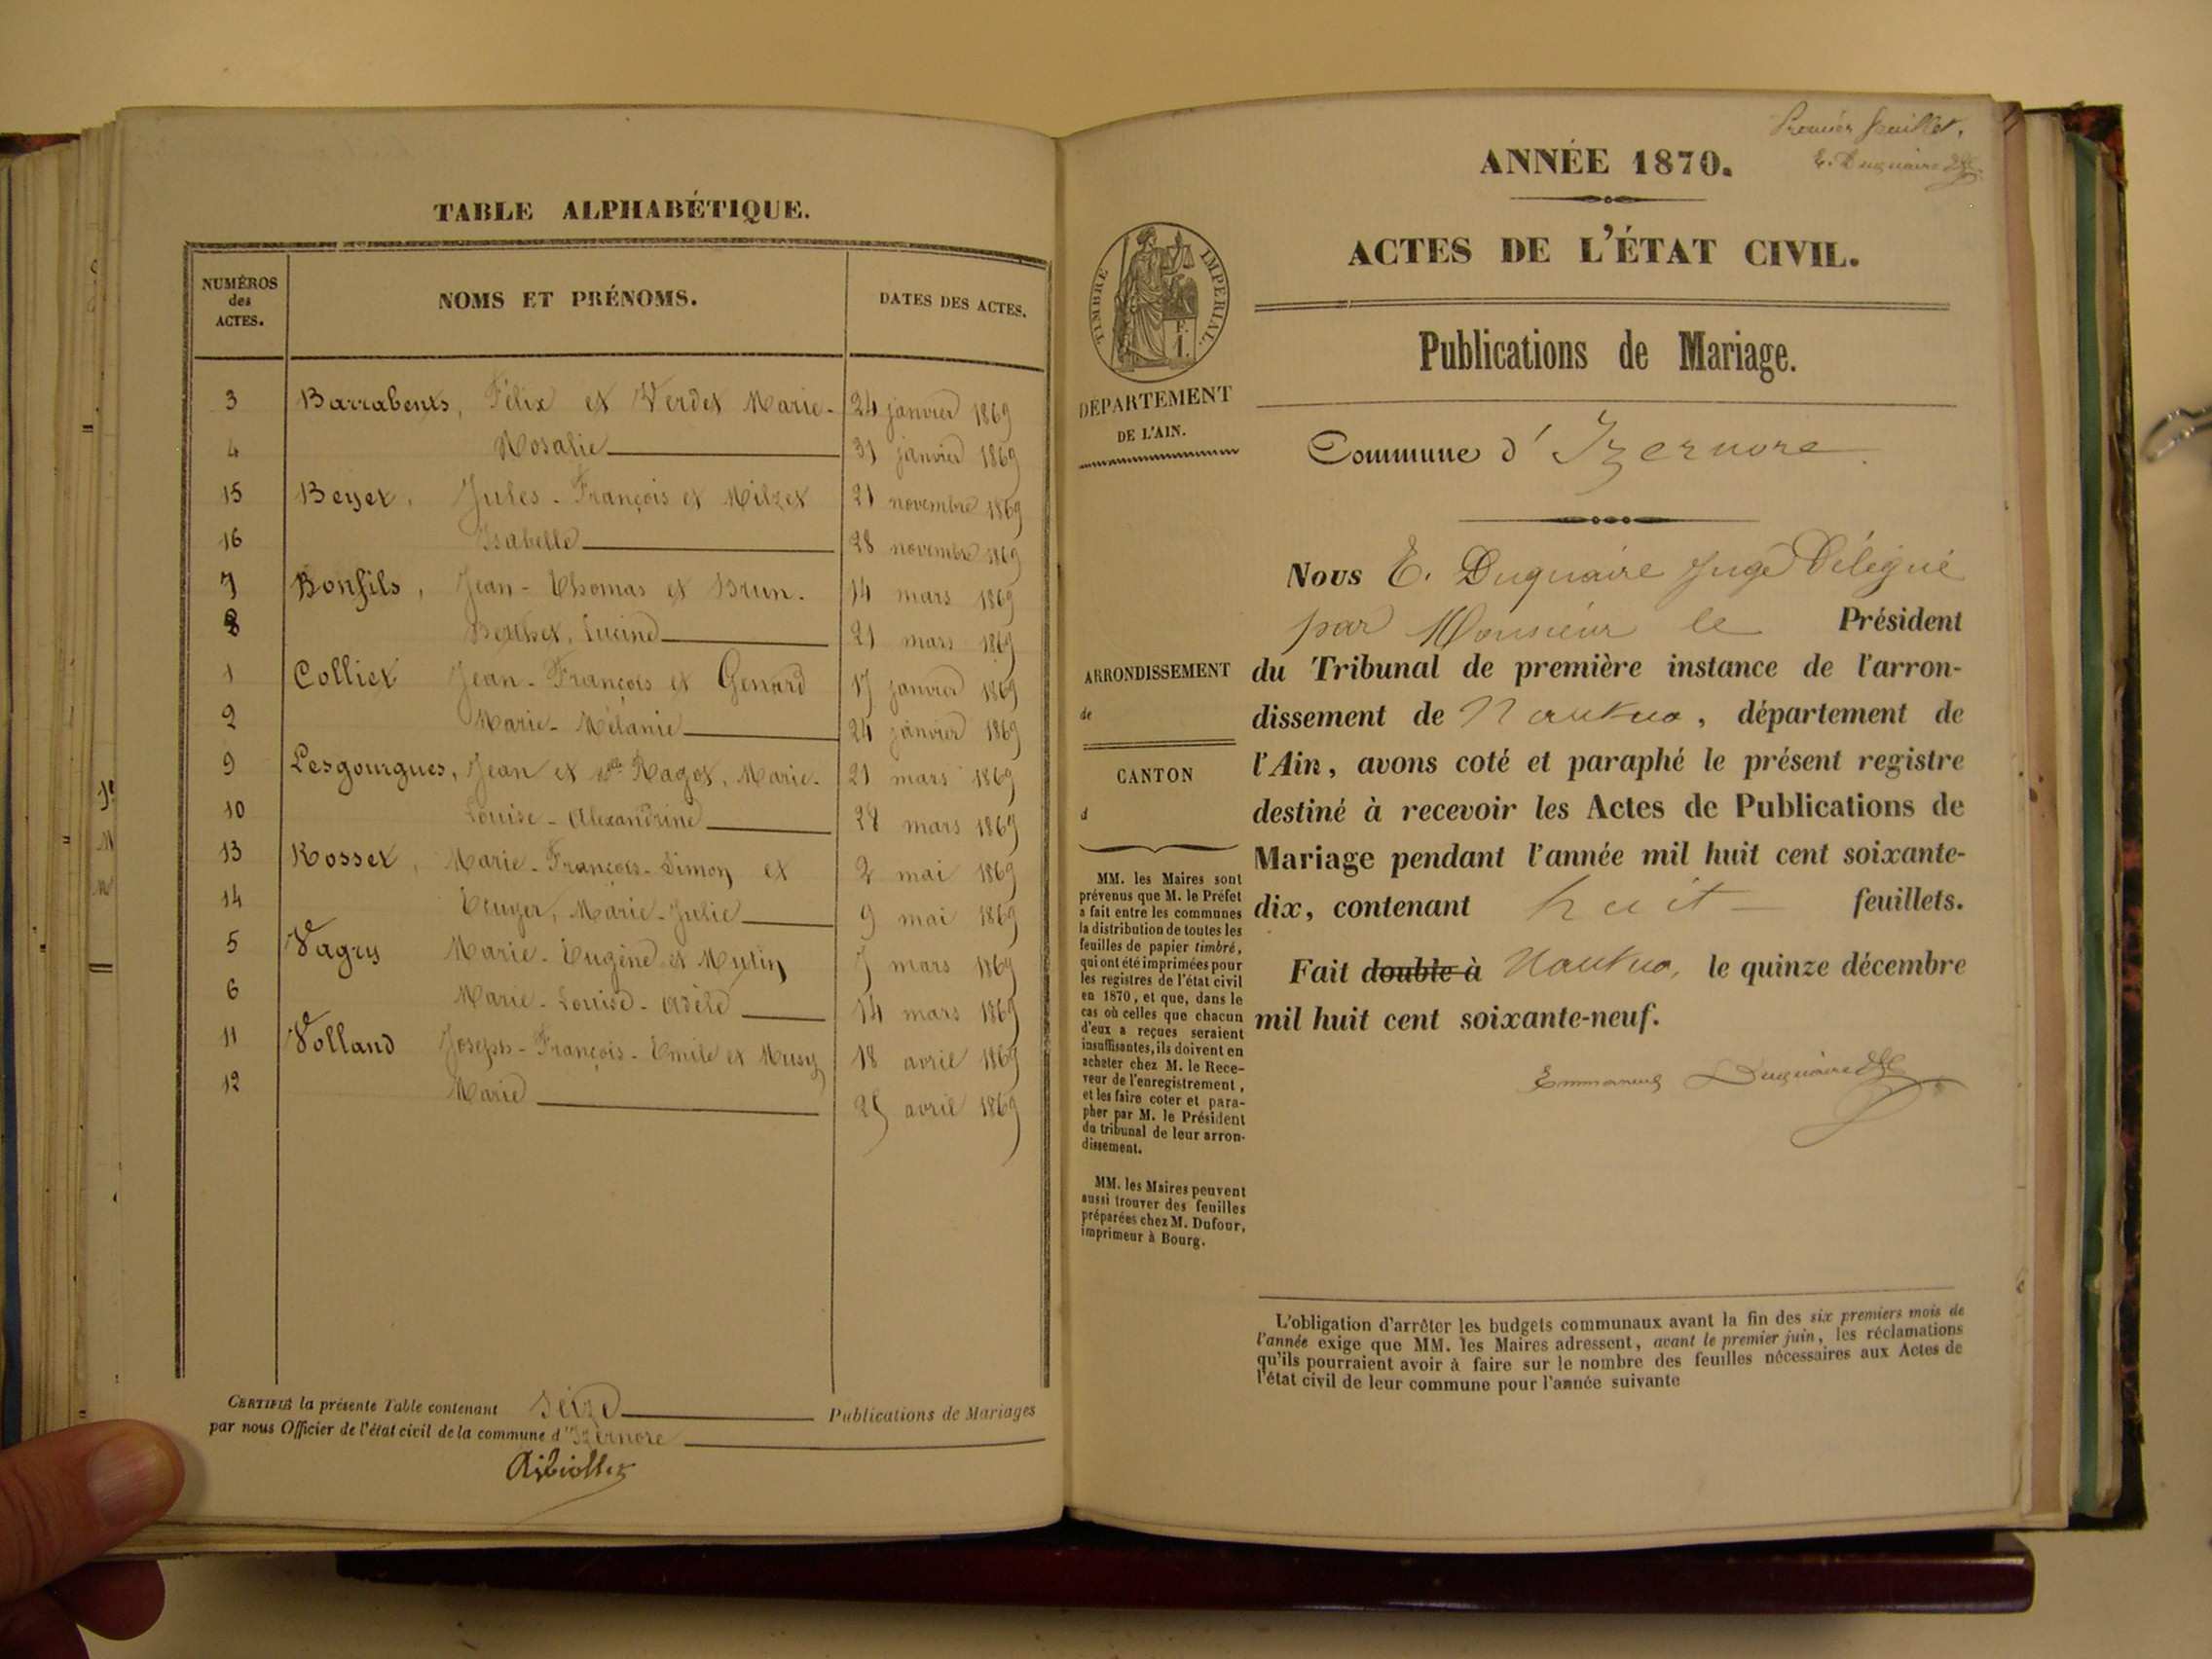 TABLE ALPHABÉTIQUE.
NUMÉROS
des
ACTES.
NOMS ET PRÉNOMS.
DATES DES ACTES.
3 Barrabents, Félix et Verdet Marie- 24 janvier 1869
4 Rosalie 31 janvier 1869
15 Beyet, Jules-François et Milzet 21 novembre 1869
16 Isabelle 28 novembre 1869
7 Bonfils, Jean-Thomas et Brun- 14 mars 1869
8 Berthet, Lucine 21 mars 1869
1 Colliet Jean-François et Genard 17 janvier 1869
2 Marie-Mélanie 24 janvier 1869
9 Lesgourgues, Jean et Dlle Ragot, Marie- 21 mars 1869
10 Louise-Alexandrine 28 mars 1869
13 Rosset, Marie-François-Simon et 2 mai 1869
14 Marie-Julie 9 mai 1869
5 Vagry Marie-Eugène et Mulin 7 mars 1869
6 Marie-Louise-Adèle 14 mars 1869
11 Volland Joseph-François-Emile et Musy 18 avril 1869
12 Marie 25 avril 1869
CERTIFIÉ la présente Table contenant seize Publications de Mariages
par nous Officier de l'état civil de la commune d'Izernore
Premier feuillet.
E. Duquaire
ANNÉE 1870.
ACTES DE L'ÉTAT CIVIL.
TIMBRE IMPERIAL.
1 F.
Publications de Mariage.
DÉPARTEMENT
DE L'AIN.
Commune d'Izernore
Nous E. Duquaire Juge Délégué
par Monsieur le Président
du Tribunal de première instance de l'arron-
dissement de Nantua, département de
l'Ain, avons coté et paraphé le présent registre
destiné à recevoir les Actes de Publications de
Mariage pendant l'année mil huit cent soixante-
dix, contenant huit feuillets.
Fait double à Nantua, le quinze décembre
mil huit cent soixante-neuf.
Emmanuel Duquaire
ARRONDISSEMENT
de
CANTON
d
MM. les Maires sont
prévenus que M. le Préfet
a fait entre les communes
la distribution de toutes les
feuilles de papier timbré,
qui ont été imprimées pour
les registres de l'état civil
en 1870, et que, dans le
cas où celles que chacun
d'eux a reçues seraient
insuffisantes, ils doivent en
acheter chez M. le Rece-
veur de l'enregistrement,
et les faire coter et para-
pher par M. le Président
du tribunal de leur arron-
dissement.
MM. les Maires peuvent
aussi trouver des feuilles
préparées chez M. Dufour,
imprimeur à Bourg.
L'obligation d'arrêter les budgets communaux avant la fin des six premiers mois de
l'année exige que MM. les Maires adressent, avant le premier juin, les réclamations
qu'ils pourraient avoir à faire sur le nombre des feuilles nécessaires aux Actes de
l'état civil de leur commune pour l'année suivante